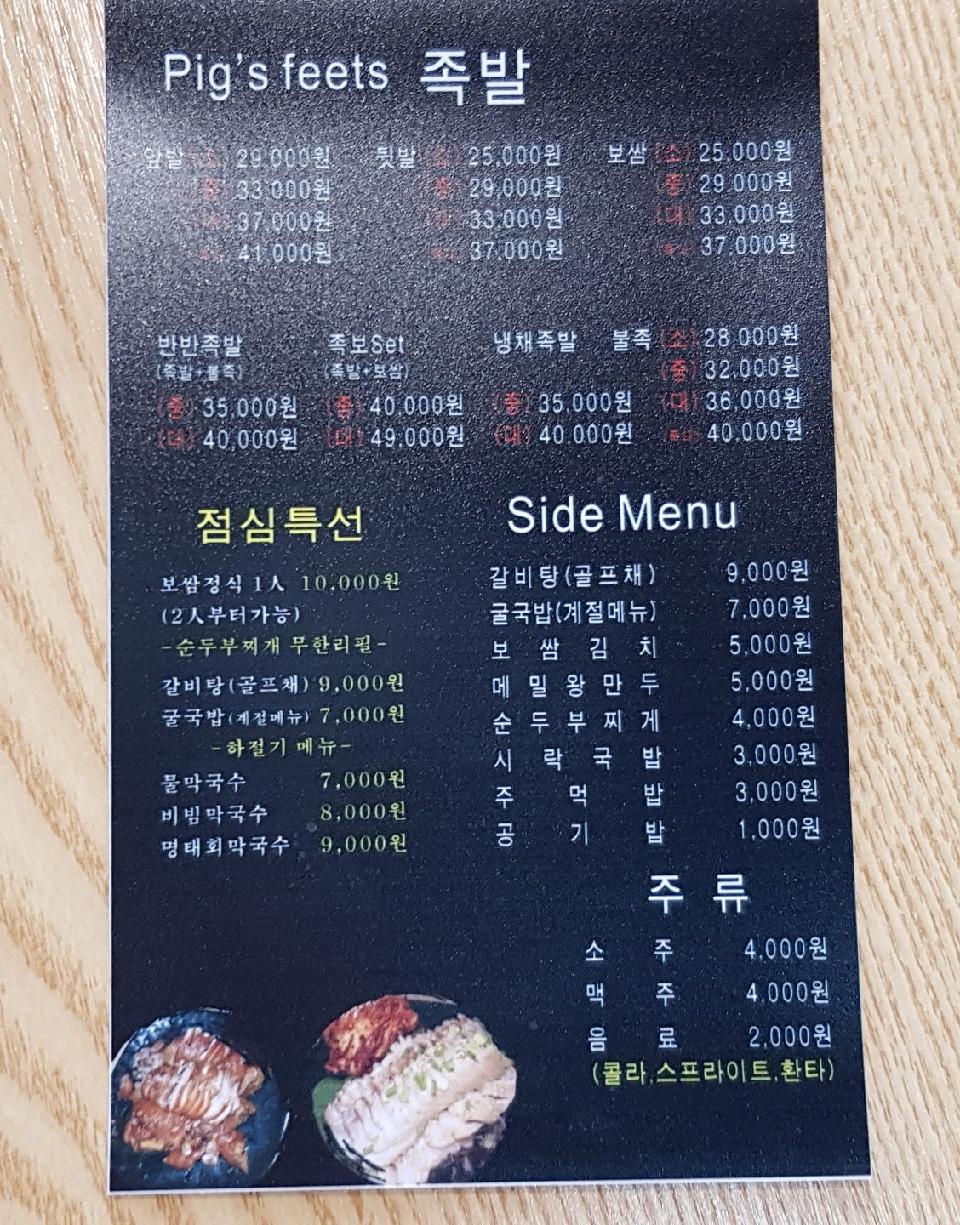 Pig's feets 족발
앞발 (소) 29.000원 뒷발 (소) 25.000원 보쌈 (소) 25.000원
(중) 33.000원 (중) 29,000원 (중) 29.000원
(대) 37.000원 (대) 33.000원 (대) 33.000원
41.000원 37.000원 37.000원
반반족발 족보Set 냉채족발 불족 (소) 28.000원
(족발+불족) (족발+보쌈) (중) 32.000원
(중) 35.000원 (중) 40.000원 (중) 35.000원 (대) 36.000원
(대) 40,000원 (대) 49.000원 (대) 40.000원 40.000원
점심특선
보쌈정식 1人 10,000원
(2人부터가능)
-순두부찌개 무한리필-
갈비탕(골프채) 9,000원
굴국밥(계절메뉴) 7,000원
-하절기 메뉴-
물막국수 7,000원
비빔막국수 8,000원
명태회막국수 9,000원
Side Menu
갈비탕(골프채) 9,000원
굴국밥(계절메뉴) 7.000원
보쌈김치 5,000원
메밀왕만두 5,000원
순두부찌게 4,000원
시락국밥 3,000원
주먹밥 3,000원
공기밥 1,000원
주류
소주 4,000원
맥주 4.000원
음료 2,000원
(콜라,스프라이트,환타)